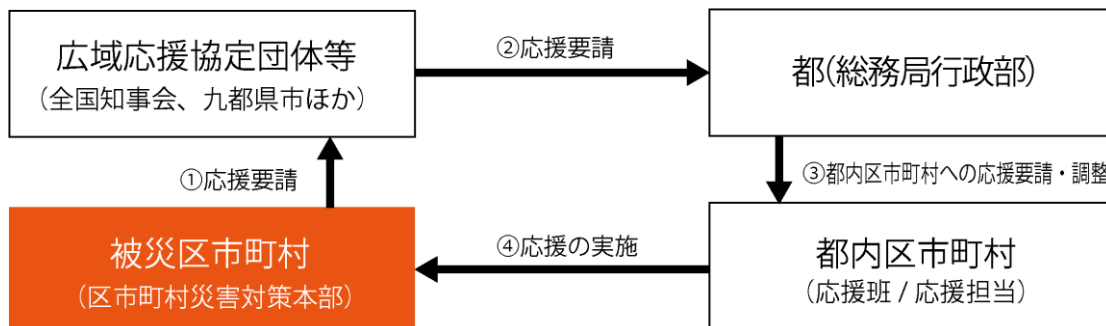 広域応援協定団体等
（全国知事会、九都県市ほか）
②応援要請
都(総務局行政部)
①応援要請
③都内区市町村への応援要請・調整
被災区市町村
（区市町村災害対策本部）
④応援の実施
都内区市町村
（応援班 / 応援担当）